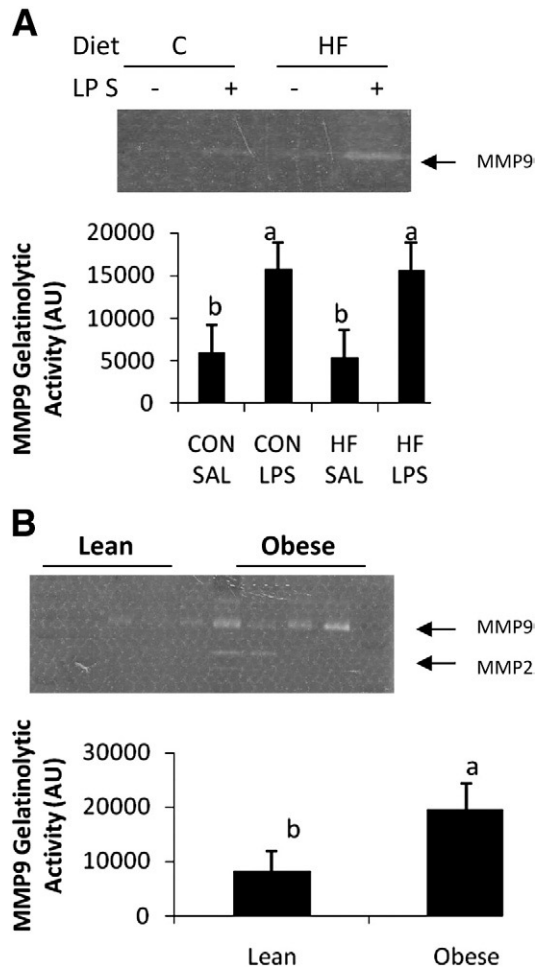 A
Diet C HF
LP S - + - +
MMP9
MMP9 Gelatinolytic
Activity (AU)
20000
15000
10000
5000
0
b
a
b
a
CON
SAL
CON
LPS
HF
SAL
HF
LPS
B
Lean Obese
MMP9
MMP2
MMP9 Gelatinolytic
Activity (AU)
30000
20000
10000
0
b
a
Lean Obese